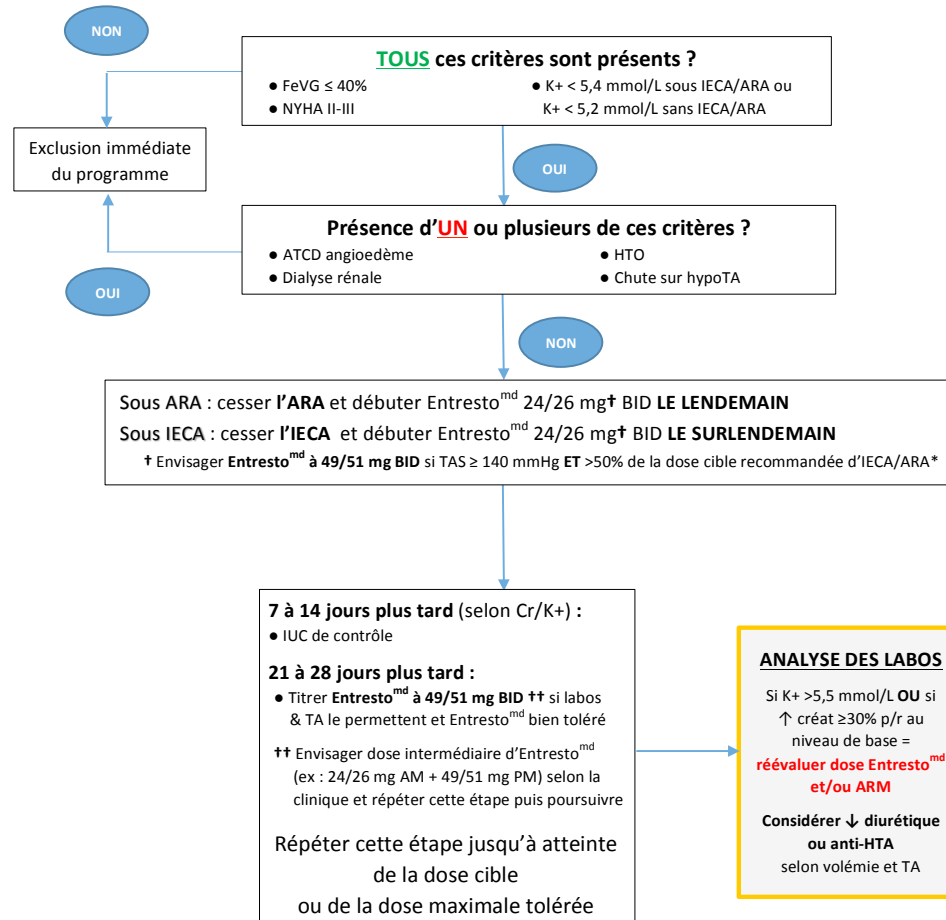 NON
TOUS ces critères sont présents ?
● FeVG ≤ 40%
● NYHA II-III
● K+ < 5,4 mmol/L sous IECA/ARA ou
K+ < 5,2 mmol/L sans IECA/ARA
Exclusion immédiate
du programme
OUI
Présence d’UN ou plusieurs de ces critères ?
● ATCD angioedème
● Dialyse rénale
● HTO
● Chute sur hypoTA
OUI
NON
Sous ARA : cesser l’ARA et débuter Entresto^md 24/26 mg† BID LE LENDEMAIN
Sous IECA : cesser l’IECA et débuter Entresto^md 24/26 mg† BID LE SURLENDEMAIN
† Envisager Entresto^md à 49/51 mg BID si TAS ≥ 140 mmHg ET >50% de la dose cible recommandée d’IECA/ARA*
7 à 14 jours plus tard (selon Cr/K+) :
● IUC de contrôle
21 à 28 jours plus tard :
● Titrer Entresto^md à 49/51 mg BID †† si labos
& TA le permettent et Entresto^md bien toléré
†† Envisager dose intermédiaire d’Entresto^md
(ex : 24/26 mg AM + 49/51 mg PM) selon la
clinique et répéter cette étape puis poursuivre
Répéter cette étape jusqu’à atteinte
de la dose cible
ou de la dose maximale tolérée
ANALYSE DES LABOS
Si K+ >5,5 mmol/L OU si
↑ créat ≥30% p/r au
niveau de base =
réévaluer dose Entresto^md
et/ou ARM
Considérer ↓ diurétique
ou anti-HTA
selon volémie et TA